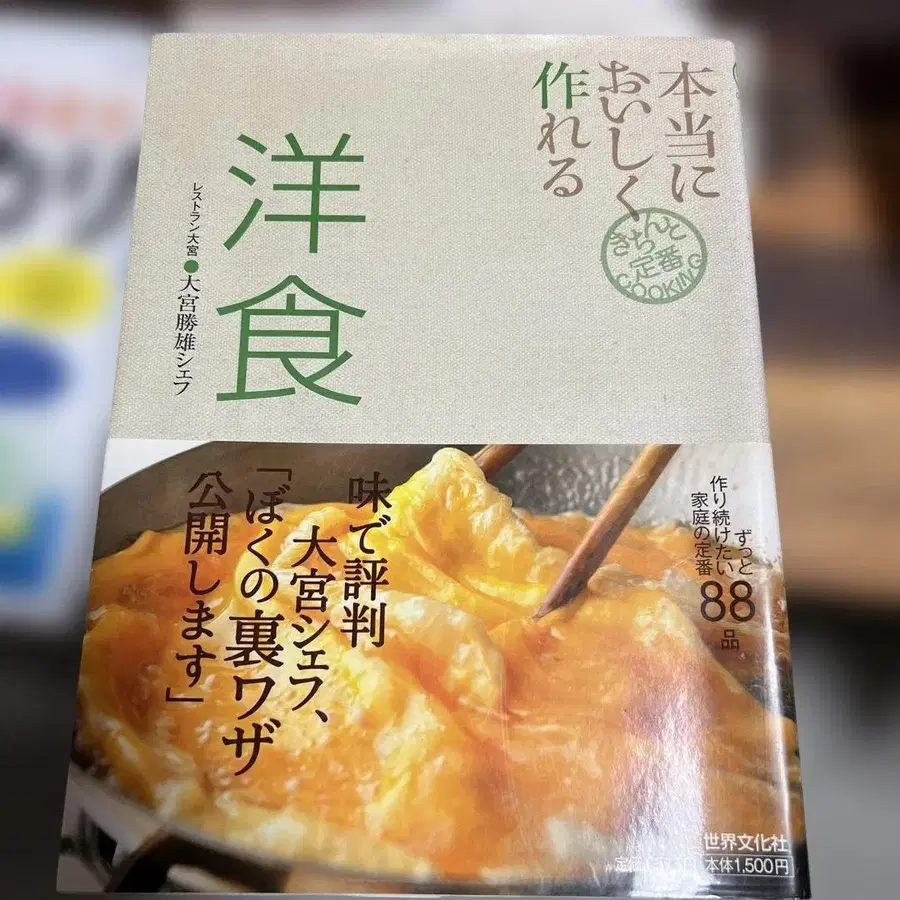 本当に
おいしく
作れる
きちんと
定番
COOKING
洋食
レストラン大宮●大宮勝雄シェフ
味で評判
大宮シェフ、
「ぼくの裏ワザ
公開します」
ずっと
作り続けたい
家庭の定番
88品
世界文化社
本体1,500円